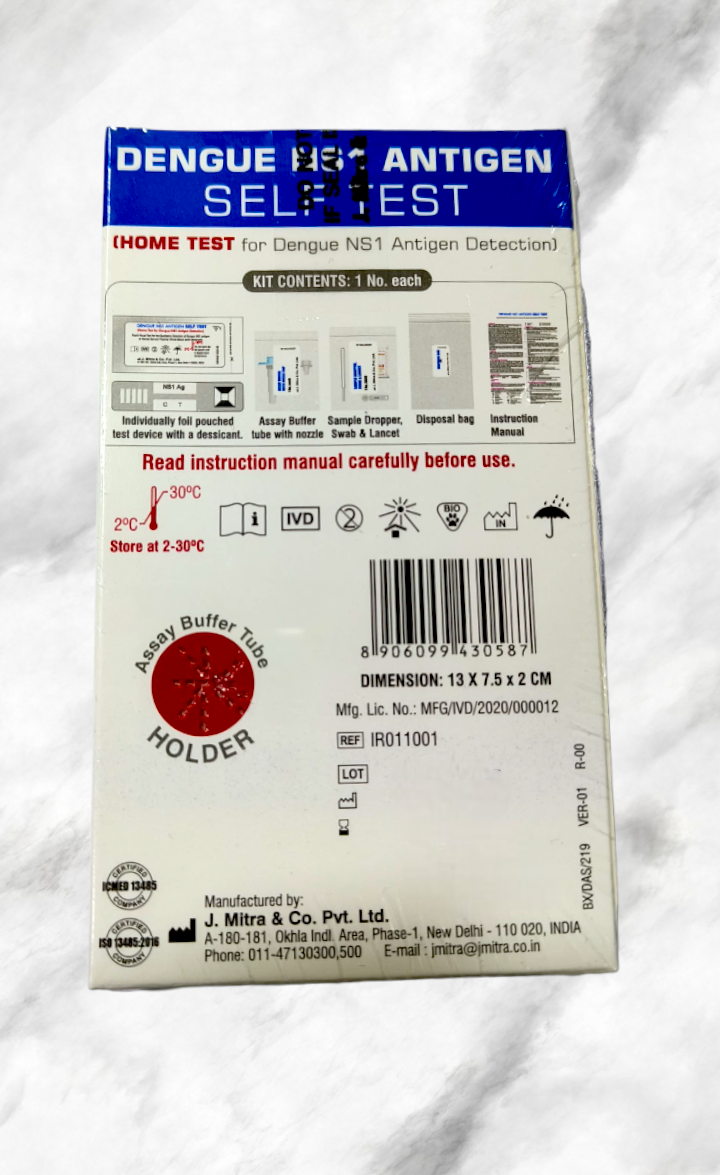 DENGUE NS1 ANTIGEN
SELF TEST
DO NOT
IF SEAL
(HOME TEST for Dengue NS1 Antigen Detection)
KIT CONTENTS: 1 No. each
DENGUE NS1 ANTIGEN SELF TEST
NS1 Ag
C T
Individually foil pouched
test device with a dessicant.
Assay Buffer
tube with nozzle
Sample Dropper,
Swab & Lancet
Disposal bag
Instruction
Manual
Read instruction manual carefully before use.
30ºC
2ºC
Store at 2-30ºC
i
IVD
2
BIO
IN
8 906099 430587
Assay Buffer Tube
HOLDER
DIMENSION: 13 X 7.5 x 2 CM
Mfg. Lic. No.: MFG/IVD/2020/000012
REF IR011001
LOT
BX/DAS/219 VER-01 R-00
CERTIFIED
ICMED 13485
COMPANY
CERTIFIED
ISO 13485:2016
COMPANY
Manufactured by:
J. Mitra & Co. Pvt. Ltd.
A-180-181, Okhla Indl. Area, Phase-1, New Delhi - 110 020, INDIA
Phone: 011-47130300,500 E-mail : jmitra@jmitra.co.in